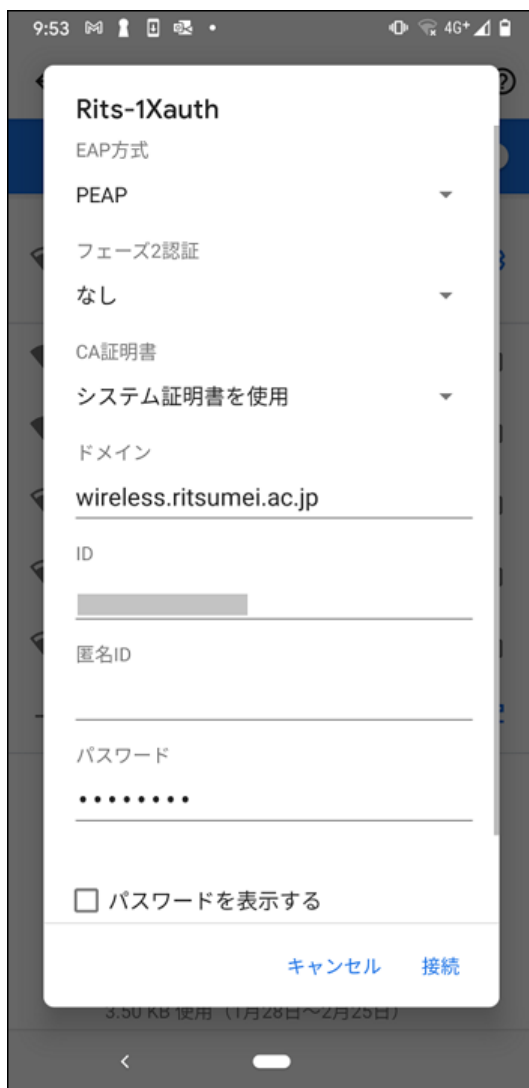 9:53
4G+
Rits-1Xauth
EAP方式
PEAP
フェーズ2認証
なし
CA証明書
システム証明書を使用
ドメイン
wireless.ritsumei.ac.jp
ID
匿名ID
パスワード
••••••••
パスワードを表示する
キャンセル 接続
3.50 KB 使用（1月28日～2月25日）